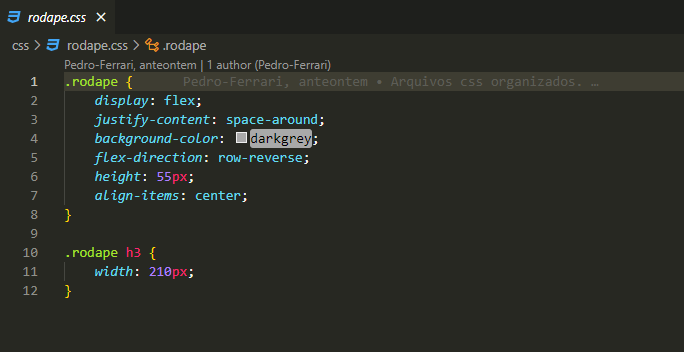 rodape.css ×
css > rodape.css > .rodape
Pedro-Ferrari, anteontem | 1 author (Pedro-Ferrari)
1 .rodape { Pedro-Ferrari, anteontem • Arquivos css organizados. …
2 display: flex;
3 justify-content: space-around;
4 background-color: darkgrey;
5 flex-direction: row-reverse;
6 height: 55px;
7 align-items: center;
8 }
9
10 .rodape h3 {
11 width: 210px;
12 }